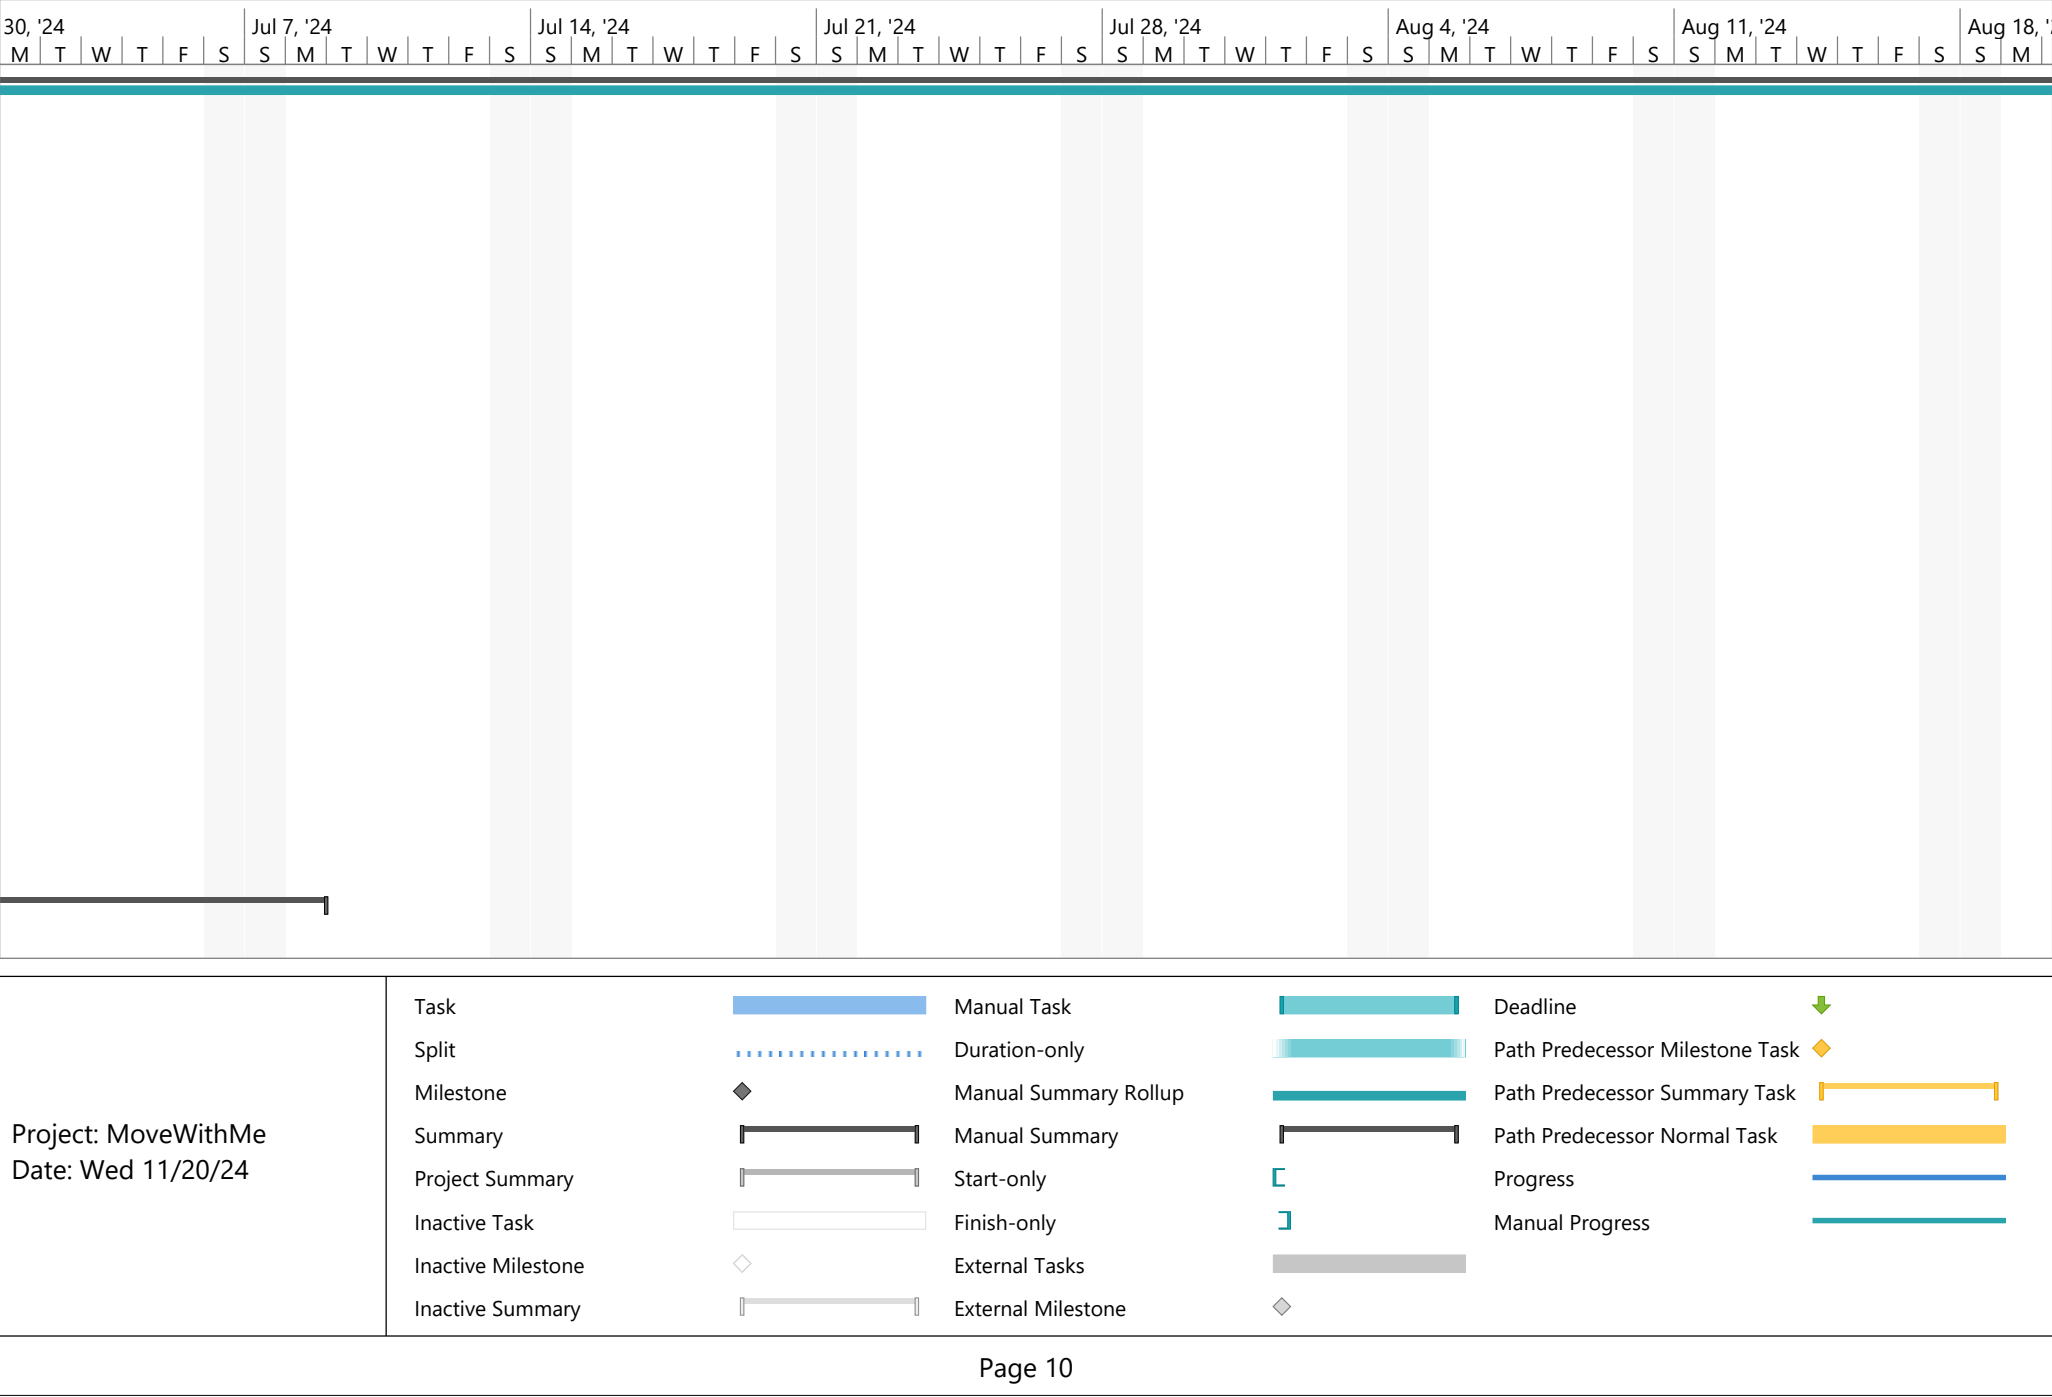 30, '24 Jul 7, '24 Jul 14, '24 Jul 21, '24 Jul 28, '24 Aug 4, '24 Aug 11, '24 Aug 18, '
M T W T F S S M T W T F S S M T W T F S S M T W T F S S M T W T F S S M T W T F S S M T W T F S S M
Task Manual Task Deadline
Split Duration-only Path Predecessor Milestone Task
Milestone Manual Summary Rollup Path Predecessor Summary Task
Summary Manual Summary Path Predecessor Normal Task
Project: MoveWithMe
Date: Wed 11/20/24
Project Summary Start-only Progress
Inactive Task Finish-only Manual Progress
Inactive Milestone External Tasks
Inactive Summary External Milestone
Page 10